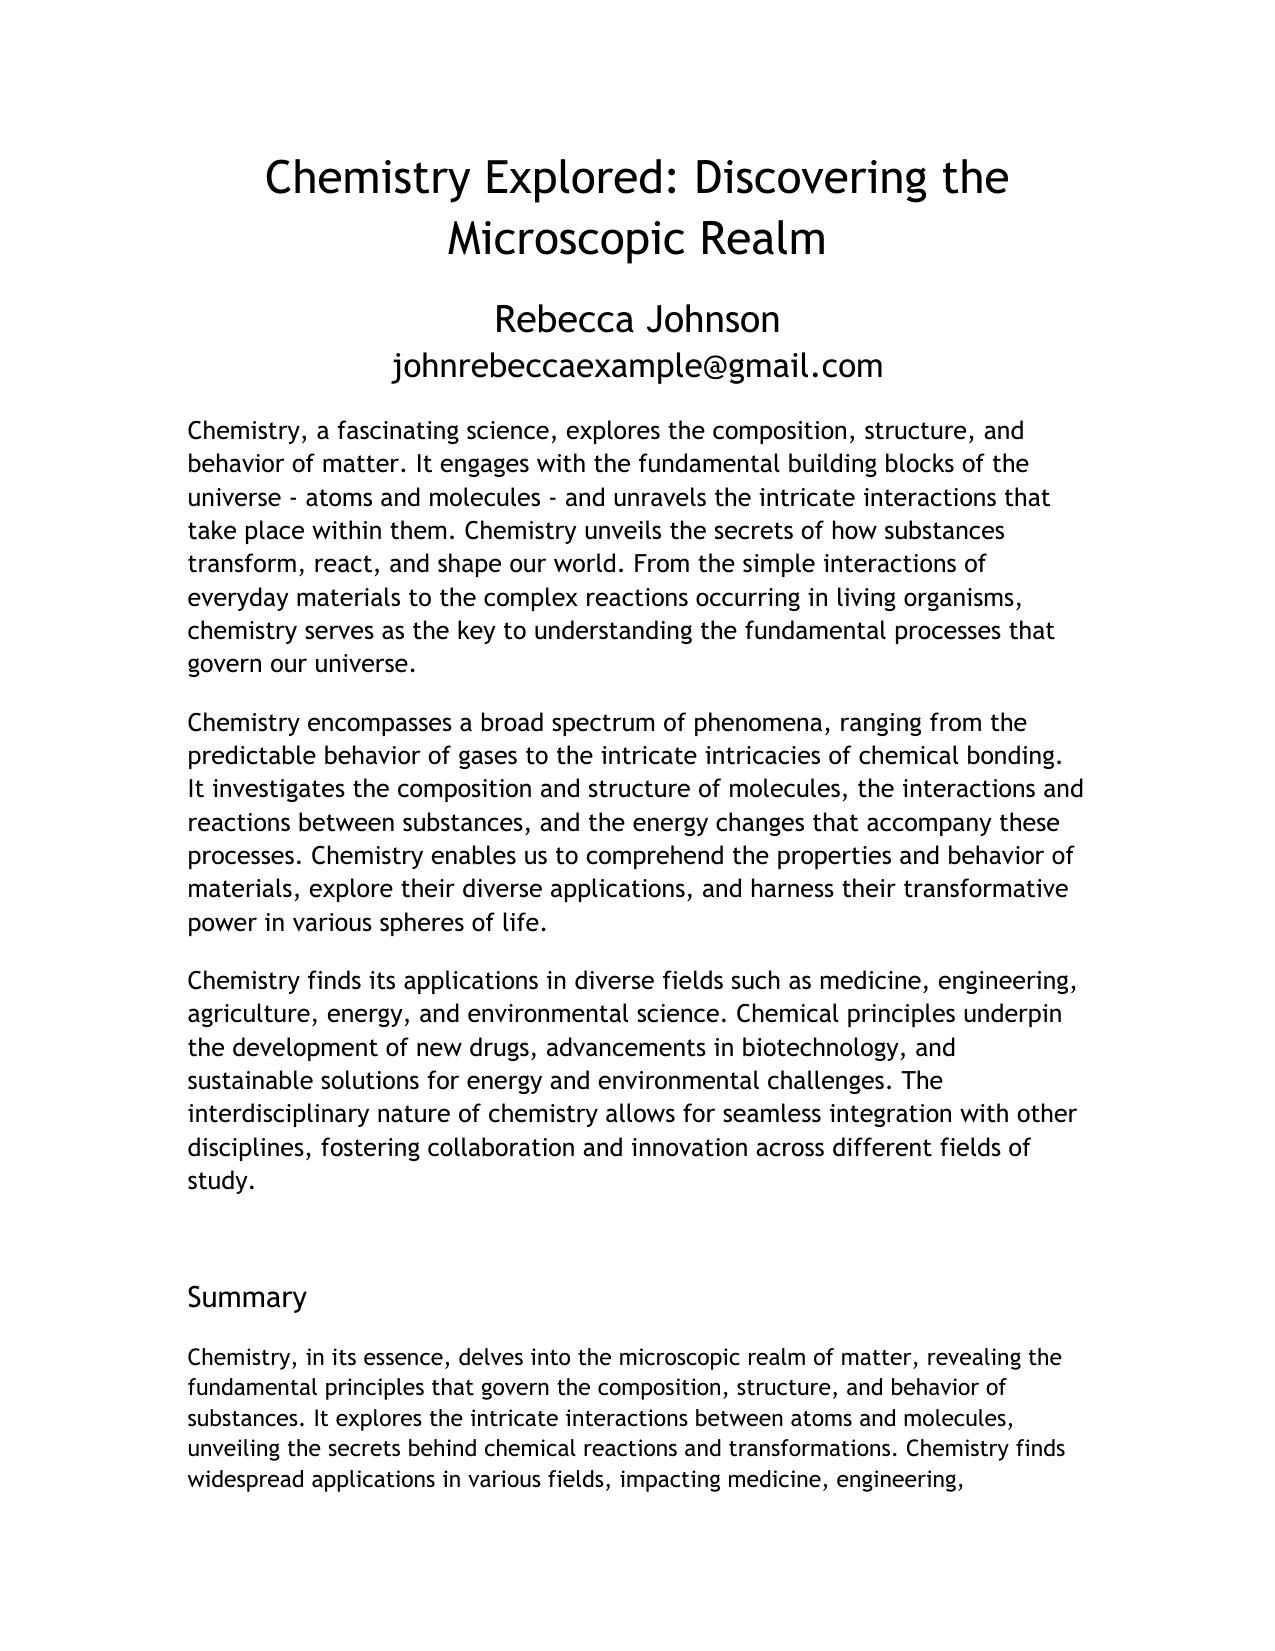 Chemistry Explored: Discovering the
Microscopic Realm
Rebecca Johnson
johnrebeccaexample@gmail.com
Chemistry, a fascinating science, explores the composition, structure, and
behavior of matter. It engages with the fundamental building blocks of the
universe - atoms and molecules - and unravels the intricate interactions that
take place within them. Chemistry unveils the secrets of how substances
transform, react, and shape our world. From the simple interactions of
everyday materials to the complex reactions occurring in living organisms,
chemistry serves as the key to understanding the fundamental processes that
govern our universe.
Chemistry encompasses a broad spectrum of phenomena, ranging from the
predictable behavior of gases to the intricate intricacies of chemical bonding.
It investigates the composition and structure of molecules, the interactions and
reactions between substances, and the energy changes that accompany these
processes. Chemistry enables us to comprehend the properties and behavior of
materials, explore their diverse applications, and harness their transformative
power in various spheres of life.
Chemistry finds its applications in diverse fields such as medicine, engineering,
agriculture, energy, and environmental science. Chemical principles underpin
the development of new drugs, advancements in biotechnology, and
sustainable solutions for energy and environmental challenges. The
interdisciplinary nature of chemistry allows for seamless integration with other
disciplines, fostering collaboration and innovation across different fields of
study.
Summary
Chemistry, in its essence, delves into the microscopic realm of matter, revealing the
fundamental principles that govern the composition, structure, and behavior of
substances. It explores the intricate interactions between atoms and molecules,
unveiling the secrets behind chemical reactions and transformations. Chemistry finds
widespread applications in various fields, impacting medicine, engineering,